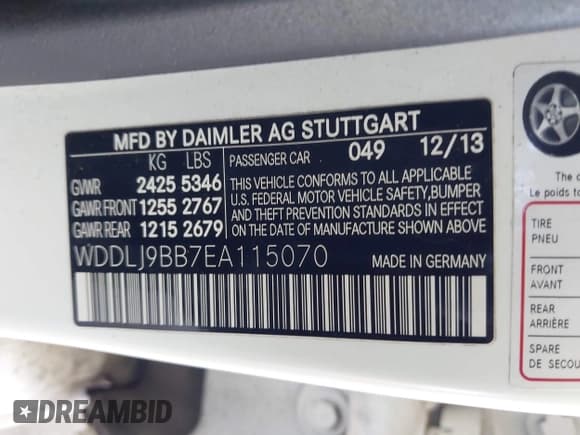 MFD BY DAIMLER AG STUTTGART
KG LBS
GVWR 2425 5346
GAWR FRONT 1255 2767
GAWR REAR 1215 2679
PASSENGER CAR 049 12/13
THIS VEHICLE CONFORMS TO ALL APPLICABLE
U.S. FEDERAL MOTOR VEHICLE SAFETY, BUMPER
AND THEFT PREVENTION STANDARDS IN EFFECT
ON THE DATE OF MANUFACTURE SHOWN ABOVE
WDDLJ9BB7EA115070 MADE IN GERMANY
The
Le poids
TIRE
PNEU
FRONT
AVANT
REAR
ARRIÈRE
SPARE
DE
DREAMBID